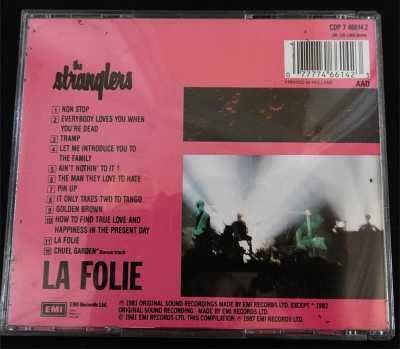 CDP 7 46614 2
the
stranglers
0 77774 66142 3
PRINTED IN HOLLAND
AAD
1 NON STOP
2 EVERYBODY LOVES YOU WHEN
YOU'RE DEAD
3 TRAMP
4 LET ME INTRODUCE YOU TO
THE FAMILY
5 AIN'T NOTHIN' TO IT !
6 THE MAN THEY LOVE TO HATE
7 PIN UP
8 IT ONLY TAKES TWO TO TANGO
9 GOLDEN BROWN
10 HOW TO FIND TRUE LOVE AND
HAPPINESS IN THE PRESENT DAY
11 LA FOLIE
12 CRUEL GARDEN* Bonus track
LA FOLIE
EMI
EMI Records Ltd.
℗ 1981 ORIGINAL SOUND RECORDINGS MADE BY EMI RECORDS LTD. EXCEPT * 1982
ORIGINAL SOUND RECORDING MADE BY EMI RECORDS LTD.
© 1981 EMI RECORDS LTD. THIS COMPILATION ℗ 1987 EMI RECORDS LTD.